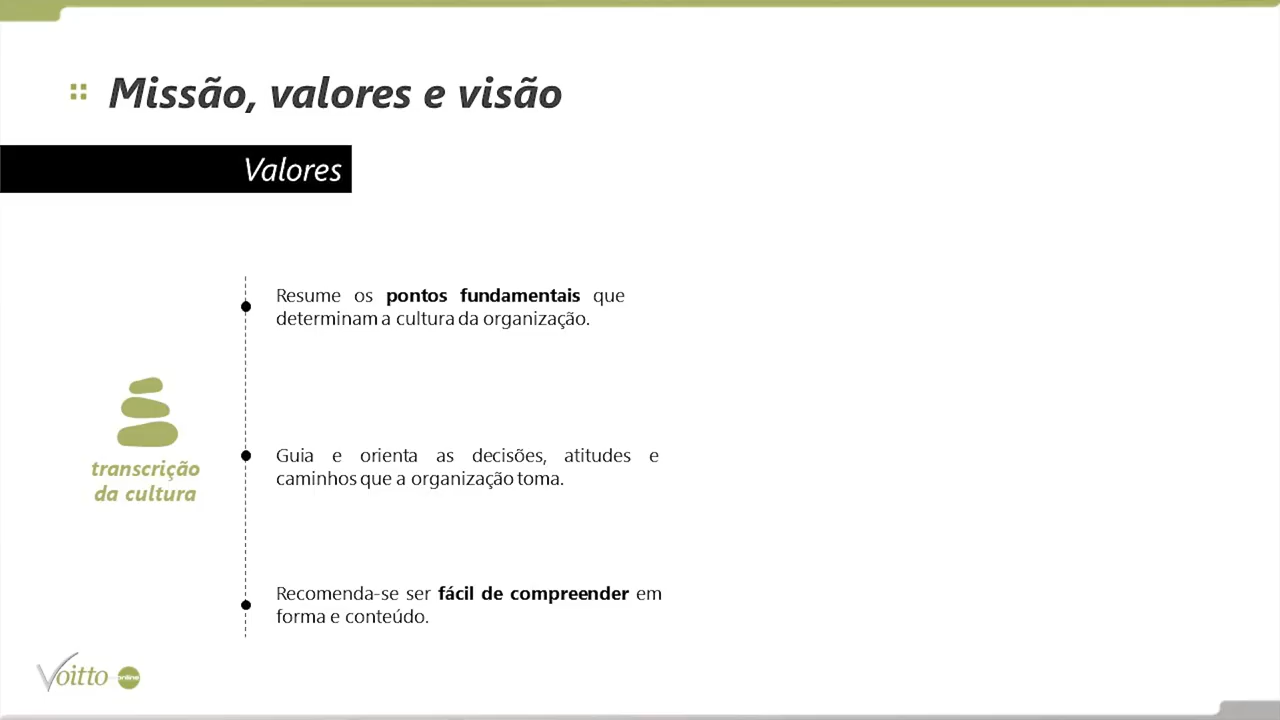 Missão, valores e visão
Valores
Resume os pontos fundamentais que
determinam a cultura da organização.
Guia e orienta as decisões, atitudes e
caminhos que a organização toma.
transcrição
da cultura
Recomenda-se ser fácil de compreender em
forma e conteúdo.
Voitto online